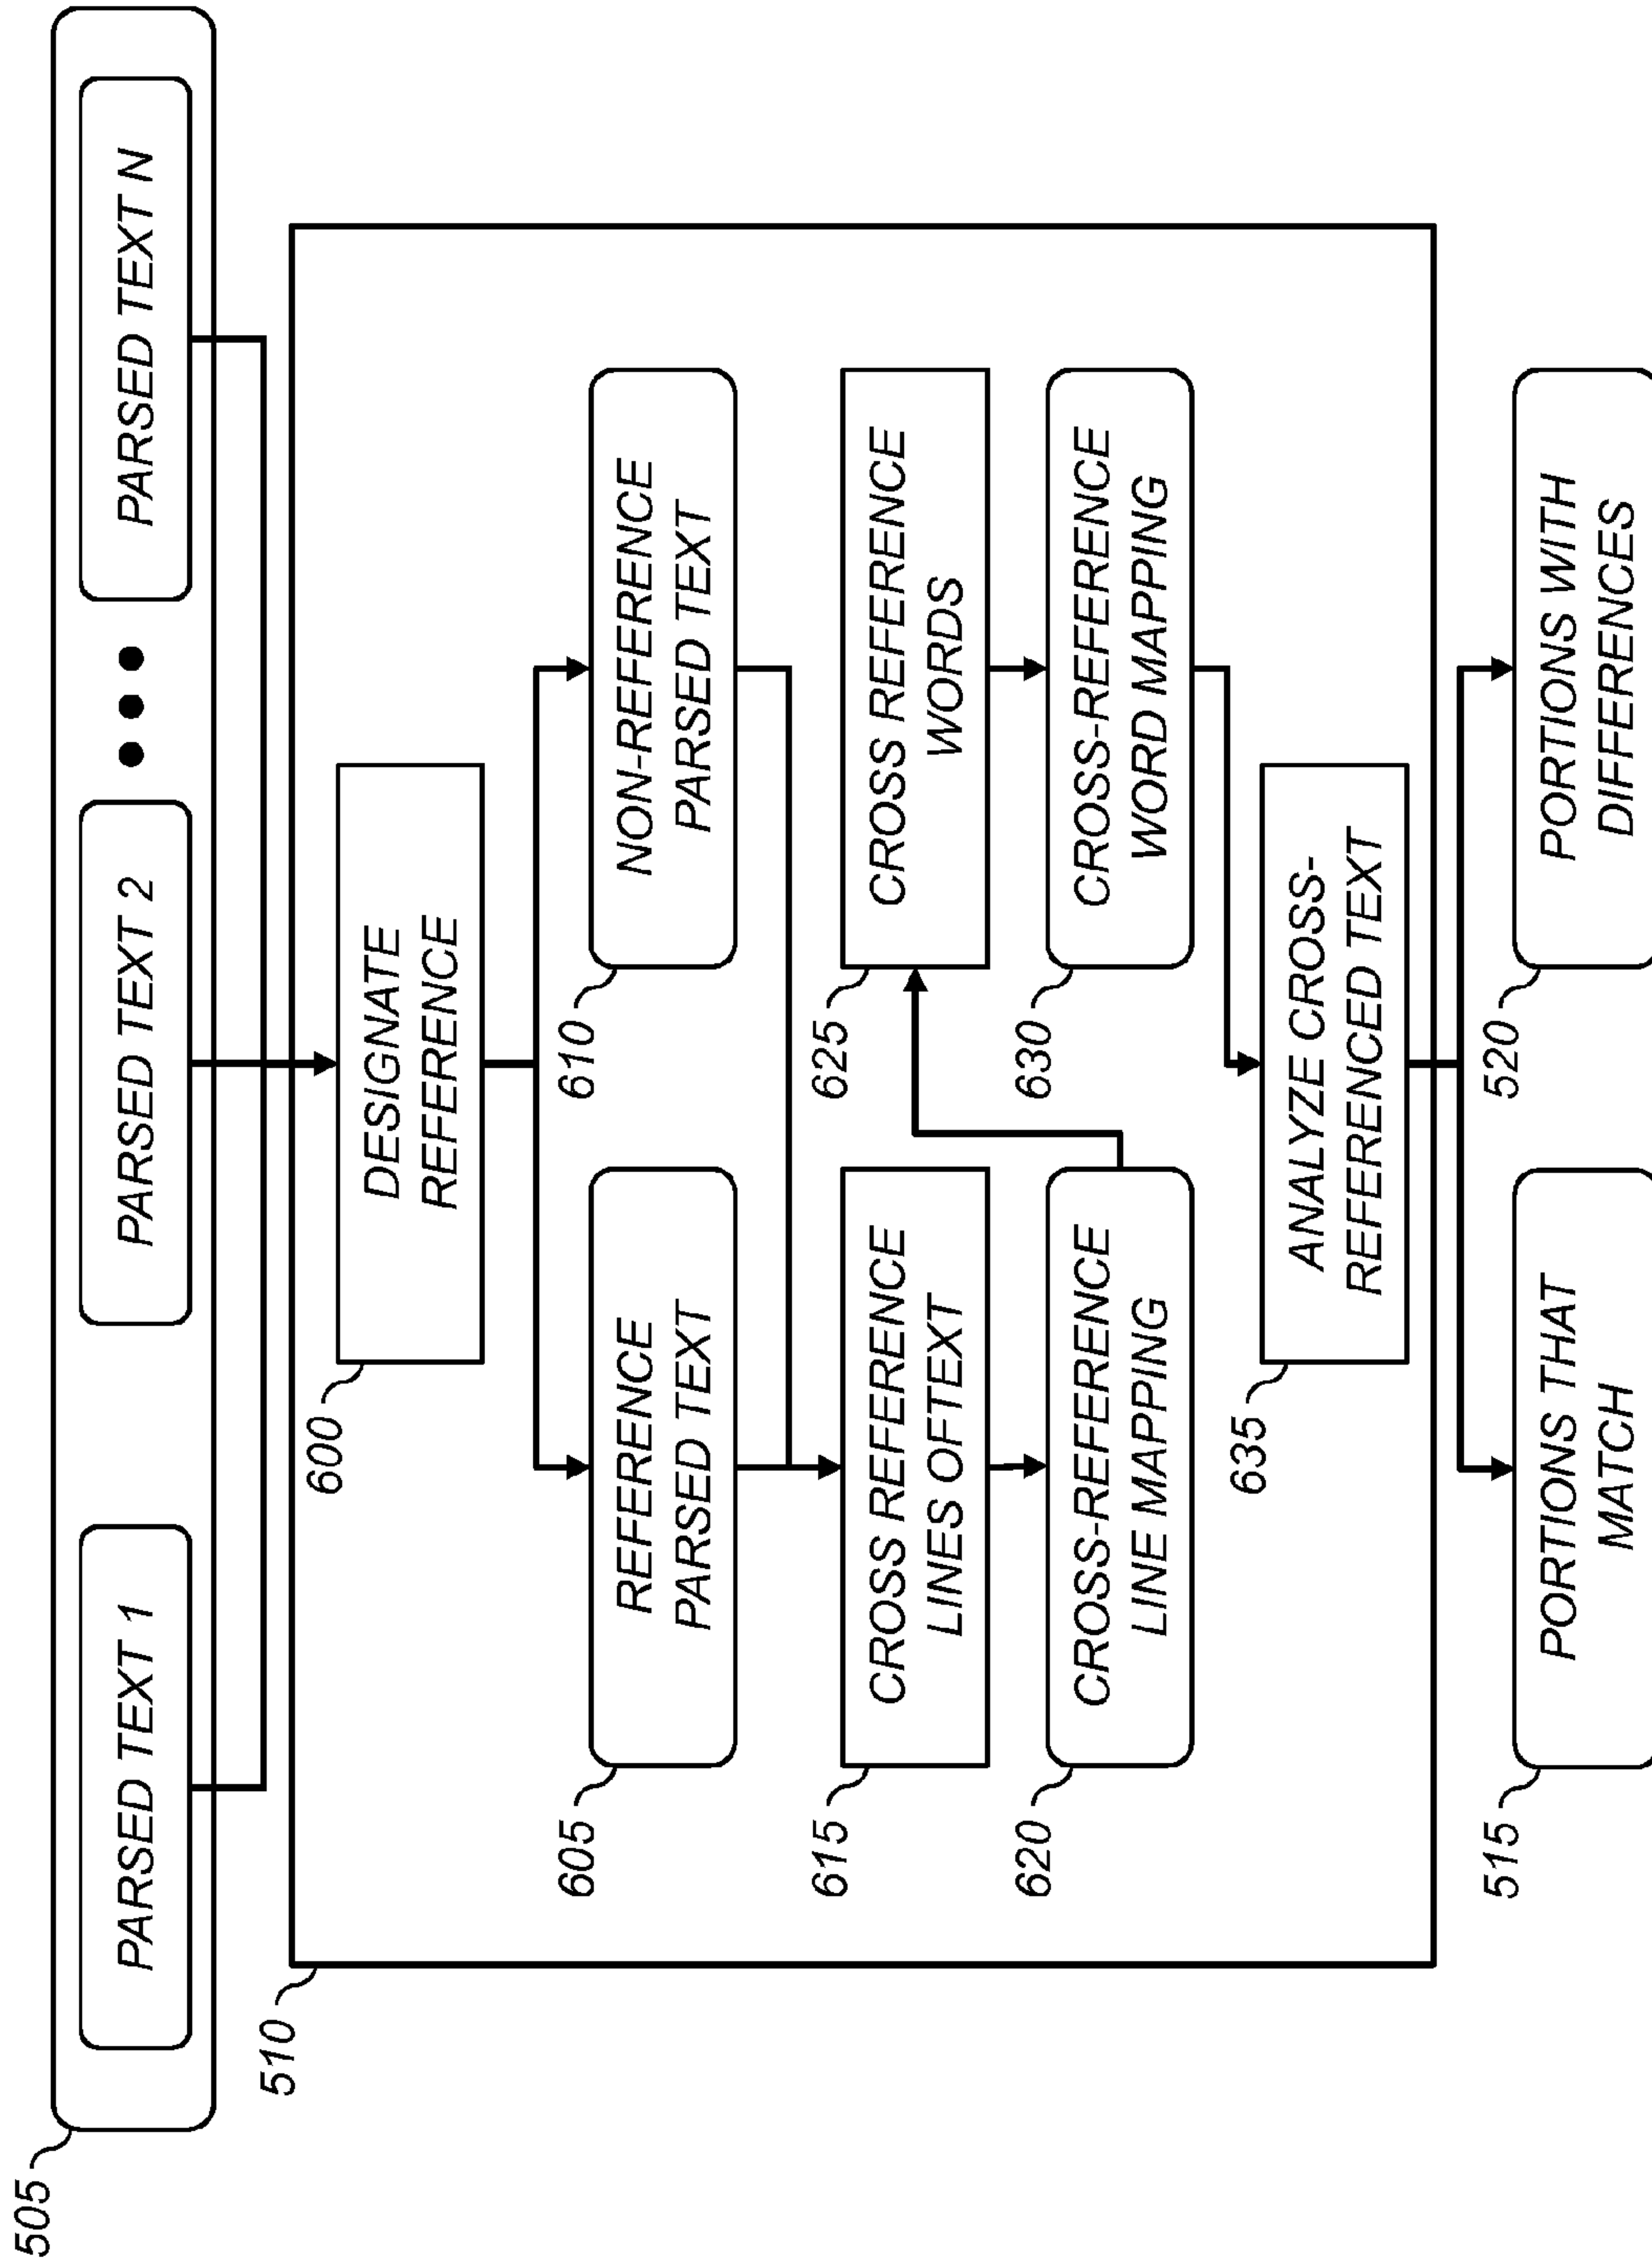 505
PARSED TEXT 1
PARSED TEXT 2
PARSED TEXT N
510
600
DESIGNATE
REFERENCE
605
REFERENCE
PARSED TEXT
610
NON-REFERENCE
PARSED TEXT
615
CROSS REFERENCE
LINES OFTEXT
625
CROSS REFERENCE
WORDS
620
CROSS-REFERENCE
LINE MAPPING
630
CROSS-REFERENCE
WORD MAPPING
635
ANALYZE CROSS-
REFERENCED TEXT
515
PORTIONS THAT
MATCH
520
PORTIONS WITH
DIFFERENCES